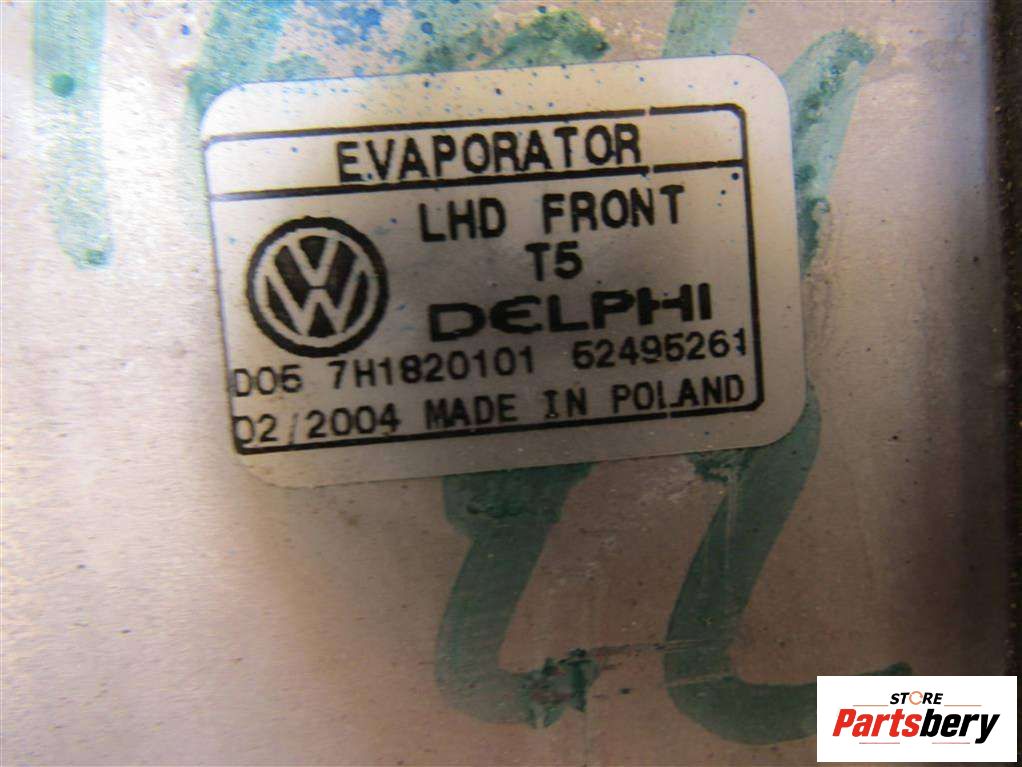 EVAPORATOR
LHD FRONT
T5
DELPHI
D05 7H1820101 52495261
02/2004 MADE IN POLAND
STORE
Partsbery